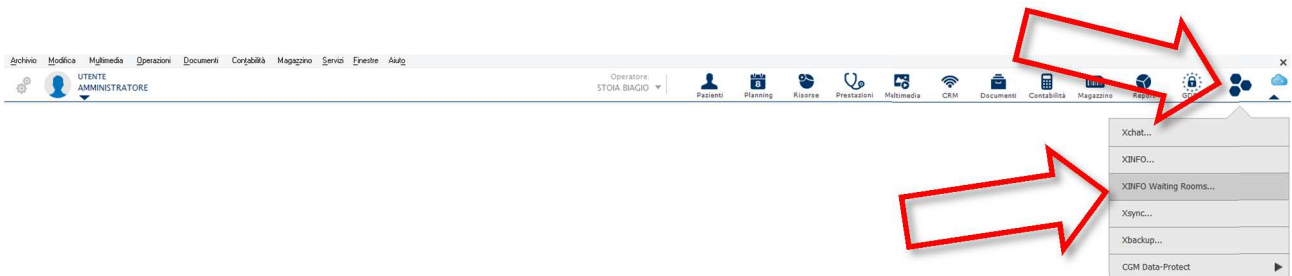 Archivio Modifica Multimedia Operazioni Documenti Contabilità Magazzino Servizi Finestre Aiuto
UTENTE
AMMINISTRATORE
Operatore:
STOIA BIAGIO
8
Pazienti Planning Risorse Prestazioni Multimedia CRM Documenti Contabilità Magazzino
Xchat...
XINFO...
XINFO Waiting Rooms...
Xsync...
Xbackup...
CGM Data-Protect